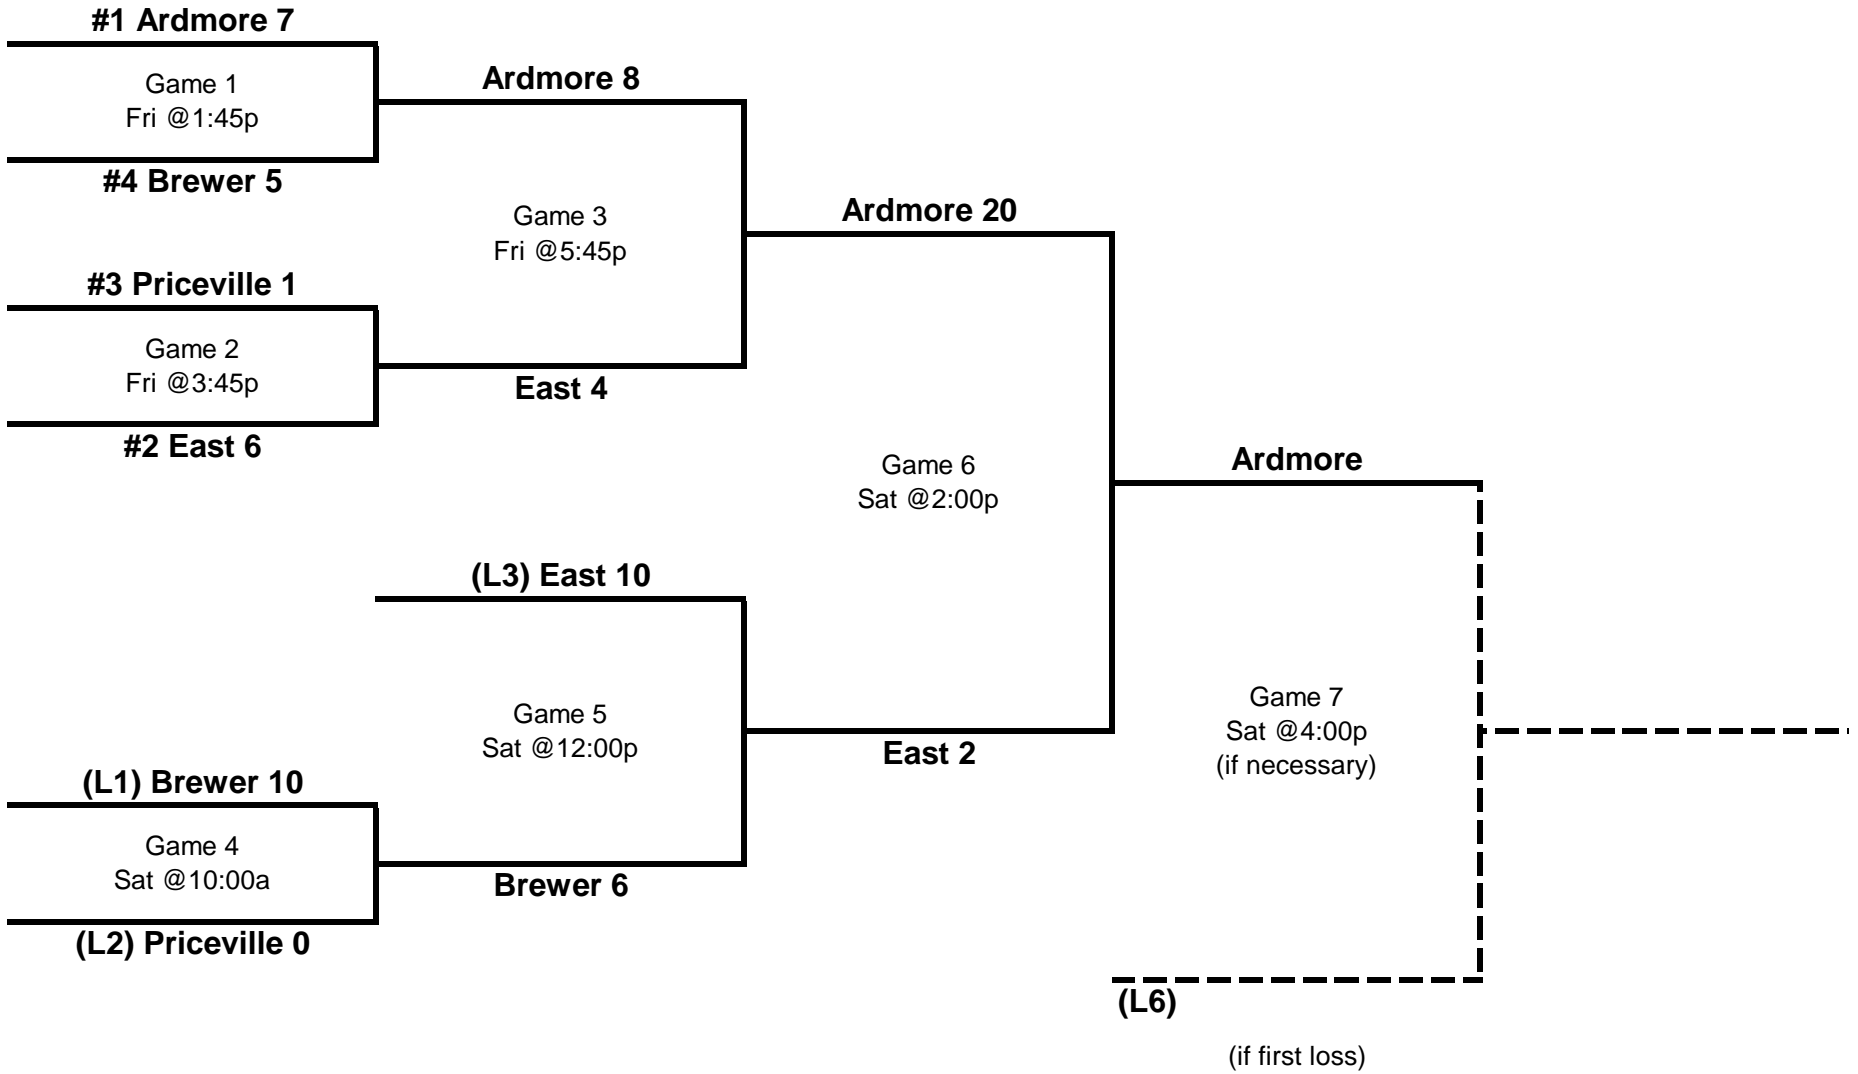 #1 Ardmore 7
Game 1
Fri @1:45p
#4 Brewer 5
Ardmore 8
Game 3
Fri @5:45p
East 4
#3 Priceville 1
Game 2
Fri @3:45p
#2 East 6
Ardmore 20
Game 6
Sat @2:00p
East 2
(L3) East 10
Game 5
Sat @12:00p
Brewer 6
(L1) Brewer 10
Game 4
Sat @10:00a
(L2) Priceville 0
Ardmore
Game 7
Sat @4:00p
(if necessary)
(L6)
(if first loss)